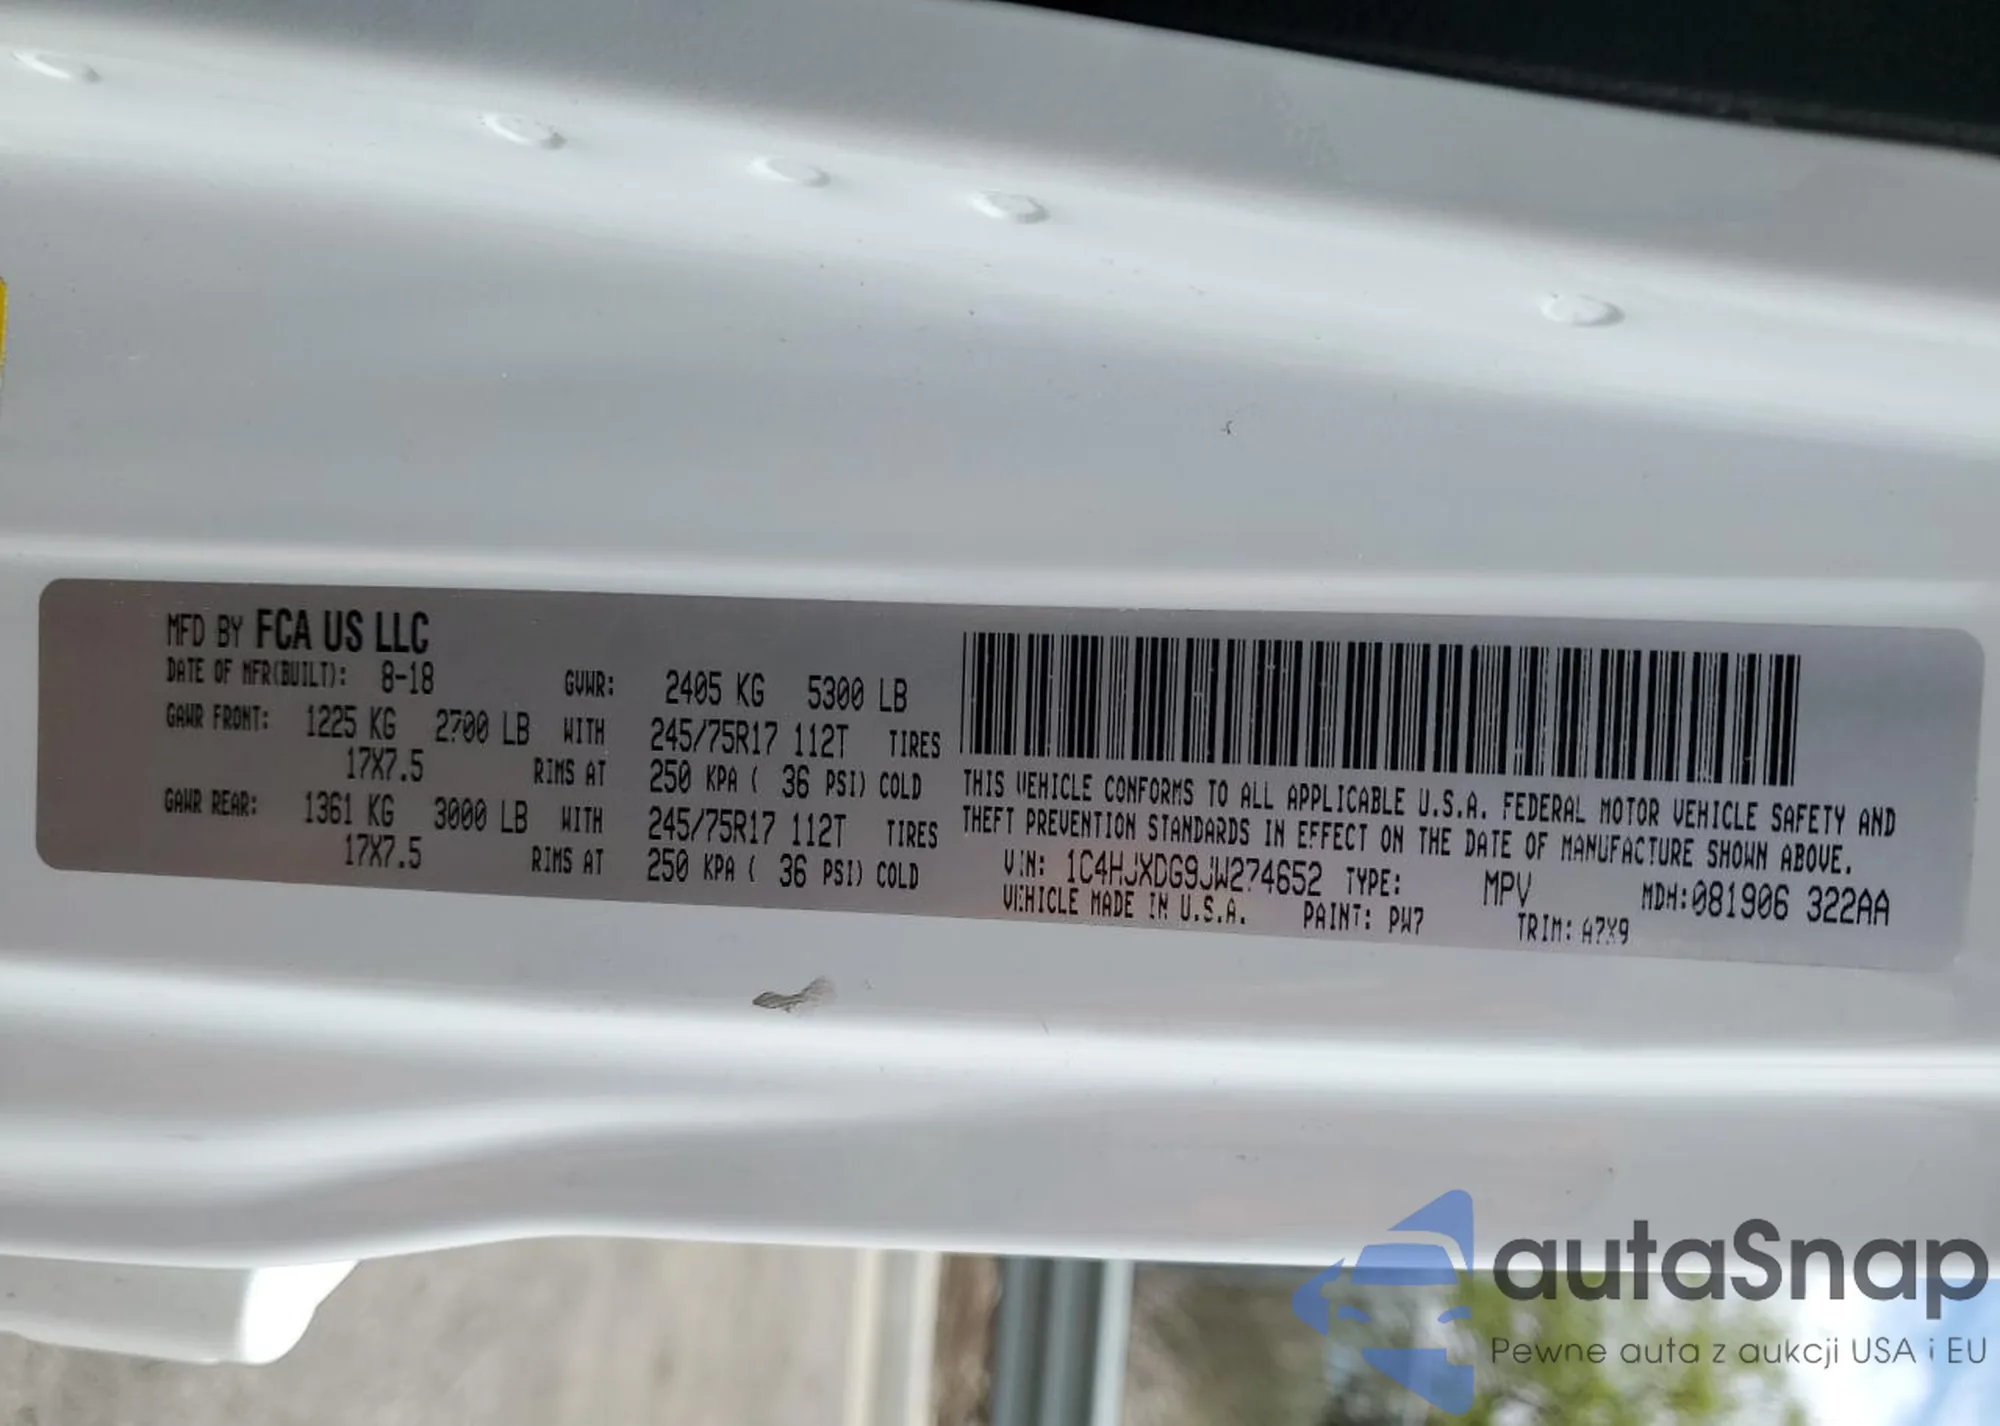 MFD BY FCA US LLC
DATE OF MFR(BUILT): 8-18 GVWR: 2405 KG 5300 LB
GAWR FRONT: 1225 KG 2700 LB WITH 245/75R17 112T TIRES
17X7.5 RIMS AT 250 KPA ( 36 PSI) COLD
GAWR REAR: 1361 KG 3000 LB WITH 245/75R17 112T TIRES
17X7.5 RIMS AT 250 KPA ( 36 PSI) COLD
THIS VEHICLE CONFORMS TO ALL APPLICABLE U.S.A. FEDERAL MOTOR VEHICLE SAFETY AND
THEFT PREVENTION STANDARDS IN EFFECT ON THE DATE OF MANUFACTURE SHOWN ABOVE.
VIN: 1C4HJXDG9JW274652 TYPE: MPV MDH:081906 322AA
VEHICLE MADE IN U.S.A. PAINT: PW7 TRIM: A7X9
autaSnap
Pewne auta z aukcji USA i EU